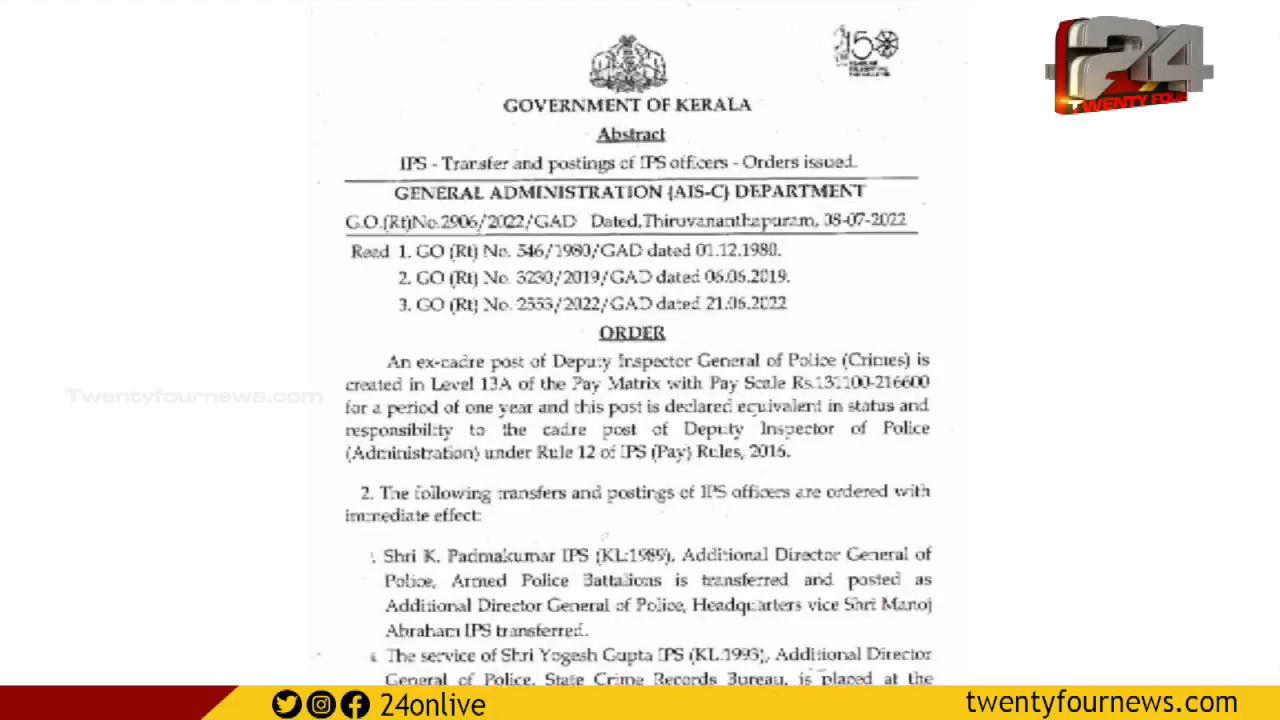 150
24
TWENTY FOUR
GOVERNMENT OF KERALA
Abstract
IPS - Transfer and postings of IPS officers - Orders issued.
GENERAL ADMINISTRATION (AIS-C) DEPARTMENT
G.O.(Rt)No.2906/2022/GAD Dated,Thiruvananthapuram, 08-07-2022
Read 1. GO (Rt) No. 546/1980/GAD dated 01.12.1980.
2. GO (Rt) No. 3230/2019/GAD dated 06.06.2019.
3. GO (Rt) No. 2553/2022/GAD dated 21.06.2022
ORDER
An ex-cadre post of Deputy Inspector General of Police (Crimes) is
created in Level 13A of the Pay Matrix with Pay Scale Rs.131100-216600
for a period of one year and this post is declared equivalent in status and
responsibility to the cadre post of Deputy Inspector of Police
(Administration) under Rule 12 of IPS (Pay) Rules, 2016.
2. The following transfers and postings of IPS officers are ordered with
immediate effect:
Shri K. Padmakumar IPS (KL:1989), Additional Director General of
Police, Armed Police Battalions is transferred and posted as
Additional Director General of Police, Headquarters vice Shri Manoj
Abraham IPS transferred.
The service of Shri Yogesh Gupta IPS (KL:1993), Additional Director
General of Police, State Crime Records Bureau, is placed at the
Twentyfournews.com
24onlive
twentyfournews.com